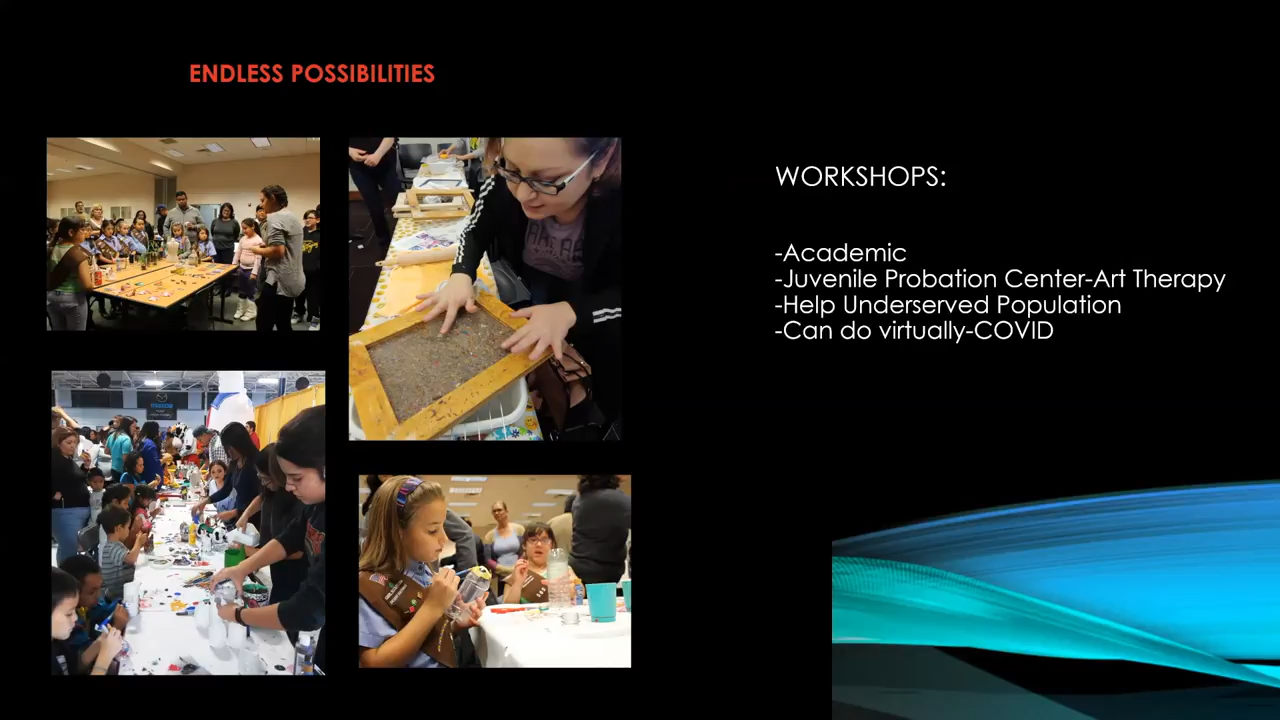 ENDLESS POSSIBILITIES
WORKSHOPS:
-Academic
-Juvenile Probation Center-Art Therapy
-Help Underserved Population
-Can do virtually-COVID